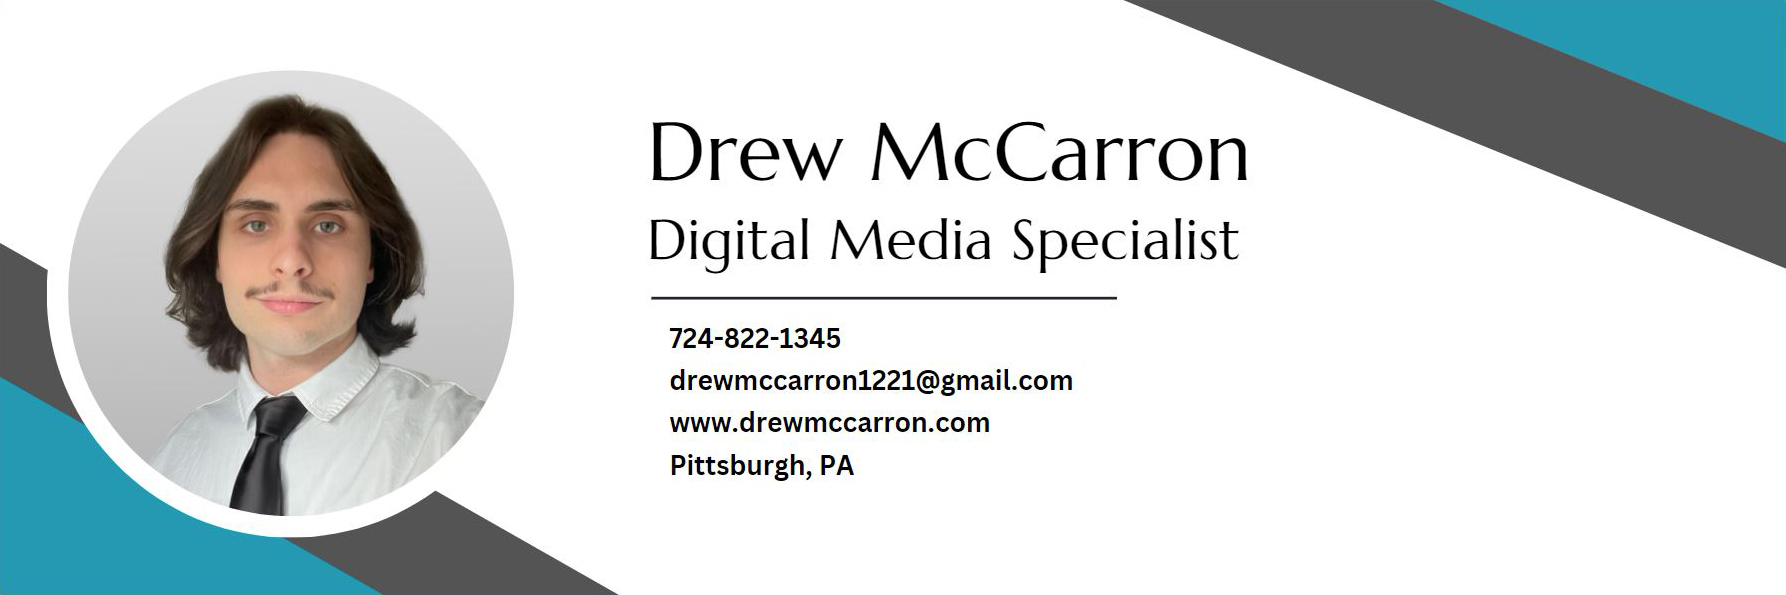 Drew McCarron
Digital Media Specialist
724-822-1345
drewmccarron1221@gmail.com
www.drewmccarron.com
Pittsburgh, PA